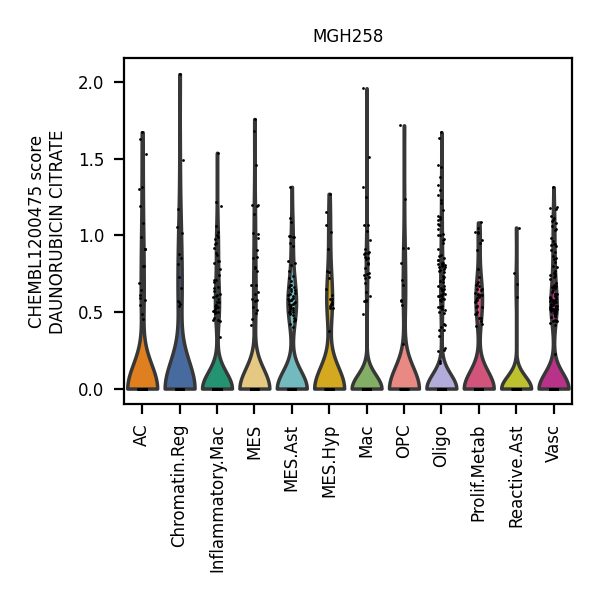 MGH258
CHEMBL1200475 score
DAUNORUBICIN CITRATE
2.0
1.5
1.0
0.5
0.0
AC
Chromatin.Reg
Inflammatory.Mac
MES
MES.Ast
MES.Hyp
Mac
OPC
Oligo
Prolif.Metab
Reactive.Ast
Vasc